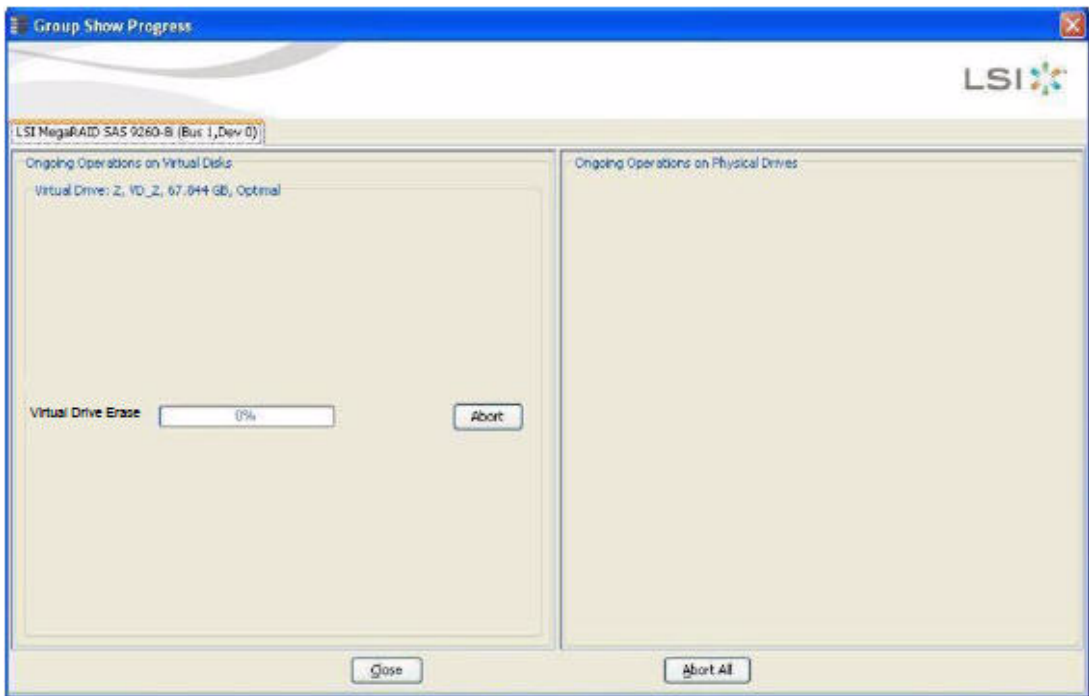 Group Show Progress
LSI
LSI MegaRAID SAS 9260-8i (Bus 1,Dev 0)
Ongoing Operations on Virtual Disks
Virtual Drive: 2, VD_2, 67.844 GB, Optimal
Virtual Drive Erase
0%
Abort
Ongoing Operations on Physical Drives
Close
Abort All